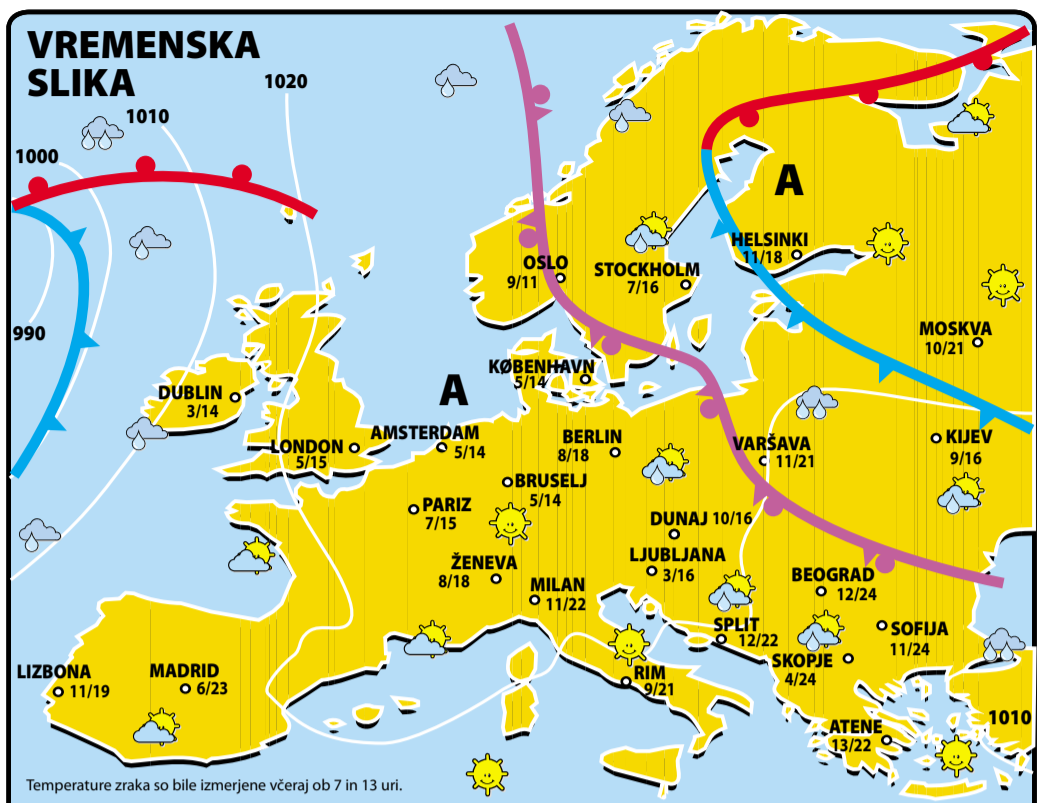 VREMENSKA
SLIKA
1020
1010
1000
990
A
A
HELSINKI
11/18
OSLO
9/11
STOCKHOLM
7/16
MOSKVA
10/21
KØBENHAVN
5/14
DUBLIN
3/14
LONDON
5/15
AMSTERDAM
5/14
BERLIN
8/18
VARŠAVA
11/21
KIJEV
9/16
BRUSELJ
5/14
PARIZ
7/15
DUNAJ 10/16
LJUBLJANA
3/16
ŽENEVA
8/18
MILAN
11/22
BEOGRAD
12/24
SPLIT
12/22
SOFIJA
11/24
SKOPJE
4/24
LIZBONA
11/19
MADRID
6/23
RIM
9/21
ATENE
13/22
1010
Temperature zraka so bile izmerjene včeraj ob 7 in 13 uri.